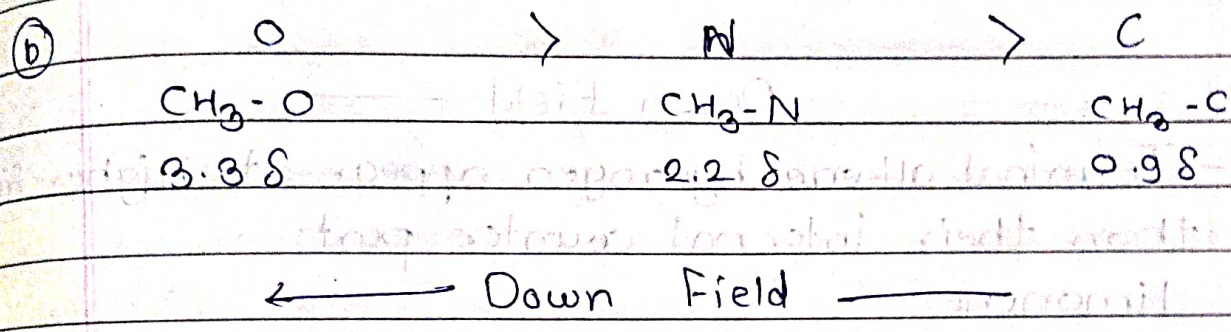 (b) O > N > C
CH3-O CH3-N CH3-C
3.3 δ 2.2 δ 0.9 δ
← Down Field —